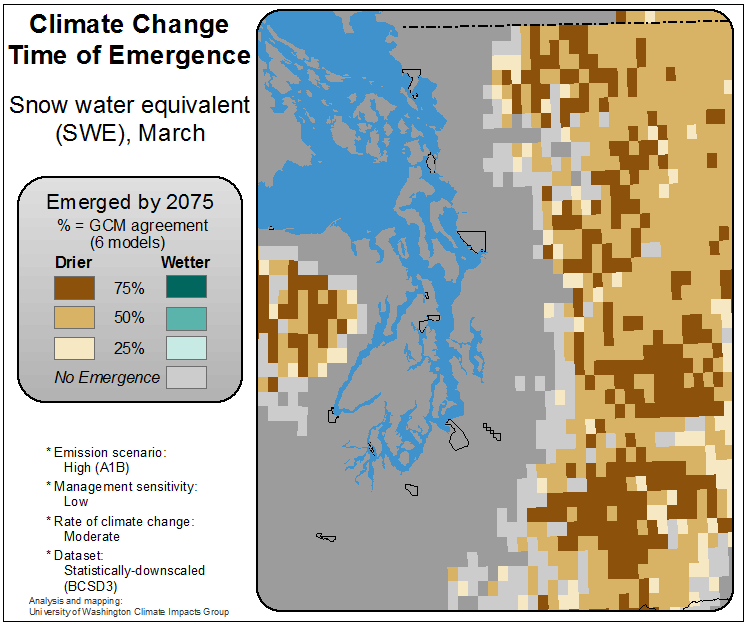 Climate Change
Time of Emergence
Snow water equivalent
(SWE), March
Emerged by 2075
% = GCM agreement
(6 models)
Drier Wetter
75%
50%
25%
No Emergence
* Emission scenario:
High (A1B)
* Management sensitivity:
Low
* Rate of climate change:
Moderate
* Dataset:
Statistically-downscaled
(BCSD3)
Analysis and mapping:
University of Washington Climate Impacts Group